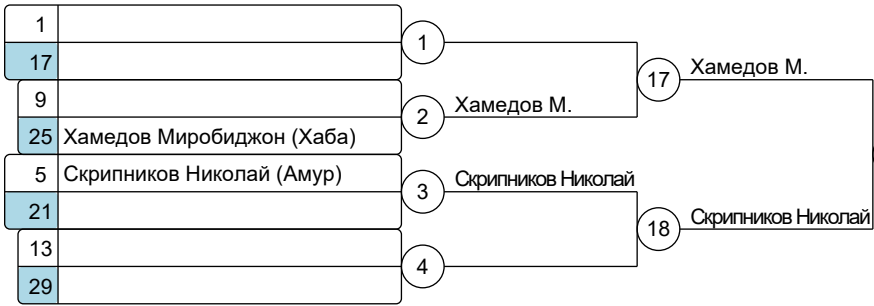 1
17
1
9
25 Хамедов Миробиджон (Хаба)
2
Хамедов М.
17
Хамедов М.
5 Скрипников Николай (Амур)
21
3
Скрипников Николай
13
29
4
18
Скрипников Николай